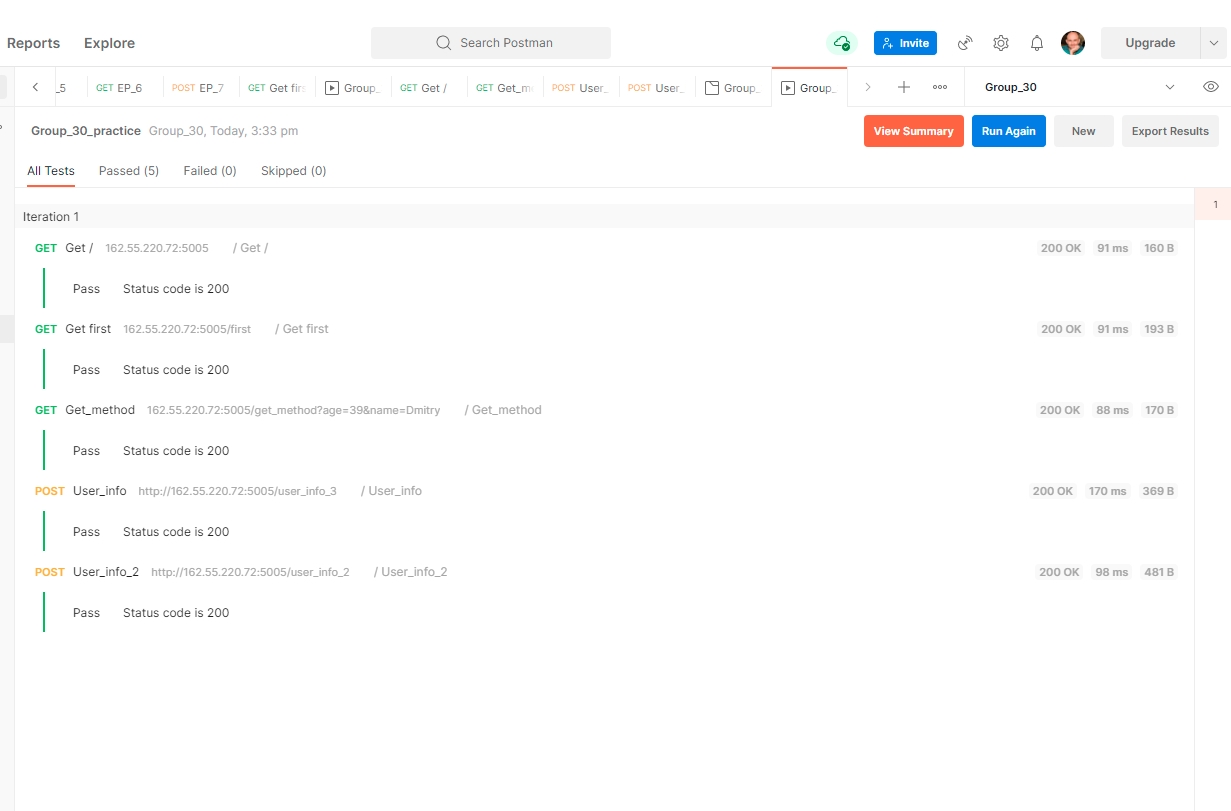 Reports Explore Search Postman Invite Upgrade
_5 GET EP_6 POST EP_7 GET Get fir Group_ GET Get / GET Get_m POST User_ POST User_ Group_ Group_ Group_30
Group_30_practice Group_30, Today, 3:33 pm View Summary Run Again New Export Results
All Tests Passed (5) Failed (0) Skipped (0)
Iteration 1 1
GET Get / 162.55.220.72:5005 / Get / 200 OK 91 ms 160 B
Pass Status code is 200
GET Get first 162.55.220.72:5005/first / Get first 200 OK 91 ms 193 B
Pass Status code is 200
GET Get_method 162.55.220.72:5005/get_method?age=39&name=Dmitry / Get_method 200 OK 88 ms 170 B
Pass Status code is 200
POST User_info http://162.55.220.72:5005/user_info_3 / User_info 200 OK 170 ms 369 B
Pass Status code is 200
POST User_info_2 http://162.55.220.72:5005/user_info_2 / User_info_2 200 OK 98 ms 481 B
Pass Status code is 200